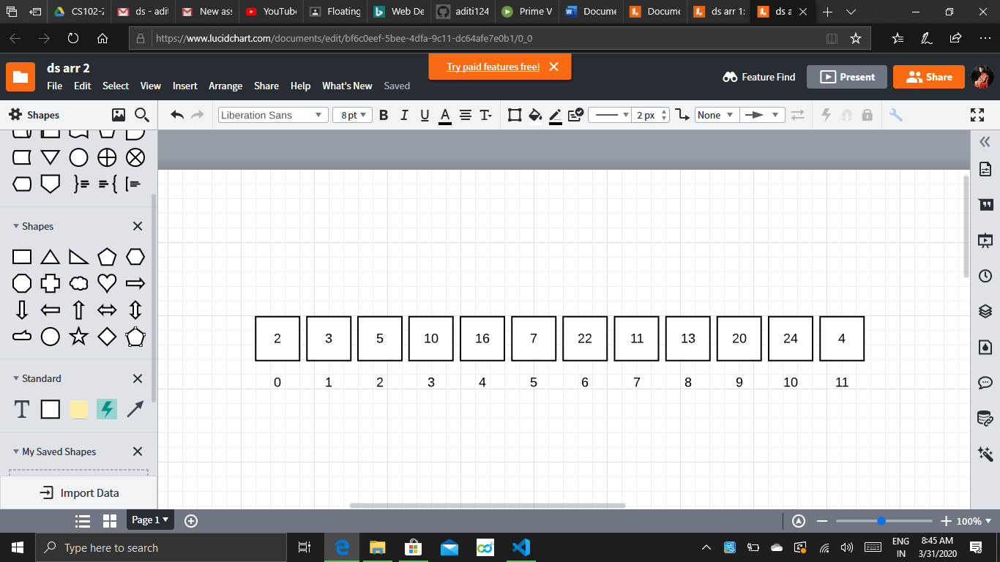 CS102-2
ds - adit
New ass
YouTube
Floating
Web De
aditi124
Prime V
Docume
Docume
ds arr 1:
ds a
https://www.lucidchart.com/documents/edit/bf6c0eef-5bee-4dfa-9c11-dc64afe7e0b1/0_0
ds arr 2
Try paid features free!
File Edit Select View Insert Arrange Share Help What's New Saved
Feature Find
Present
Share
Shapes
Liberation Sans
8 pt
B I U A T
2 px
None
Shapes
Standard
T
My Saved Shapes
Import Data
2 3 5 10 16 7 22 11 13 20 24 4
0 1 2 3 4 5 6 7 8 9 10 11
Page 1
100%
Type here to search
ENG
IN
8:45 AM
3/31/2020